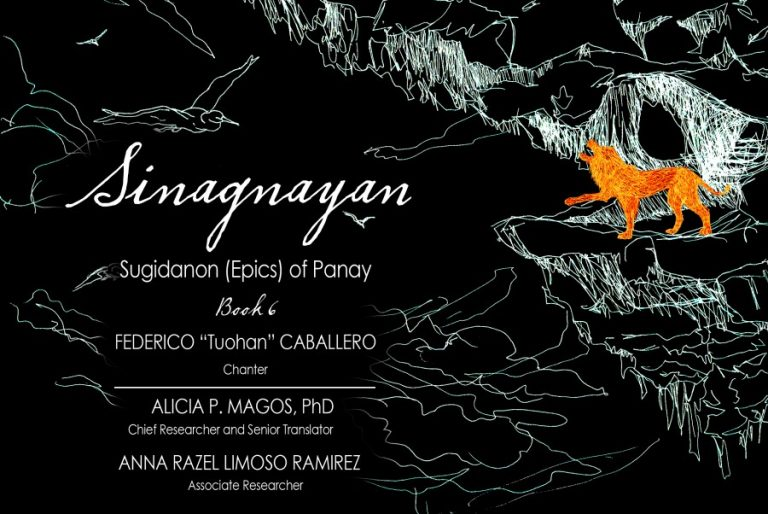 Sinagnayan
Sugidanon (Epics) of Panay
Book 6
FEDERICO “Tuohan” CABALLERO
Chanter
ALICIA P. MAGOS, PhD
Chief Researcher and Senior Translator
ANNA RAZEL LIMOSO RAMIREZ
Associate Researcher